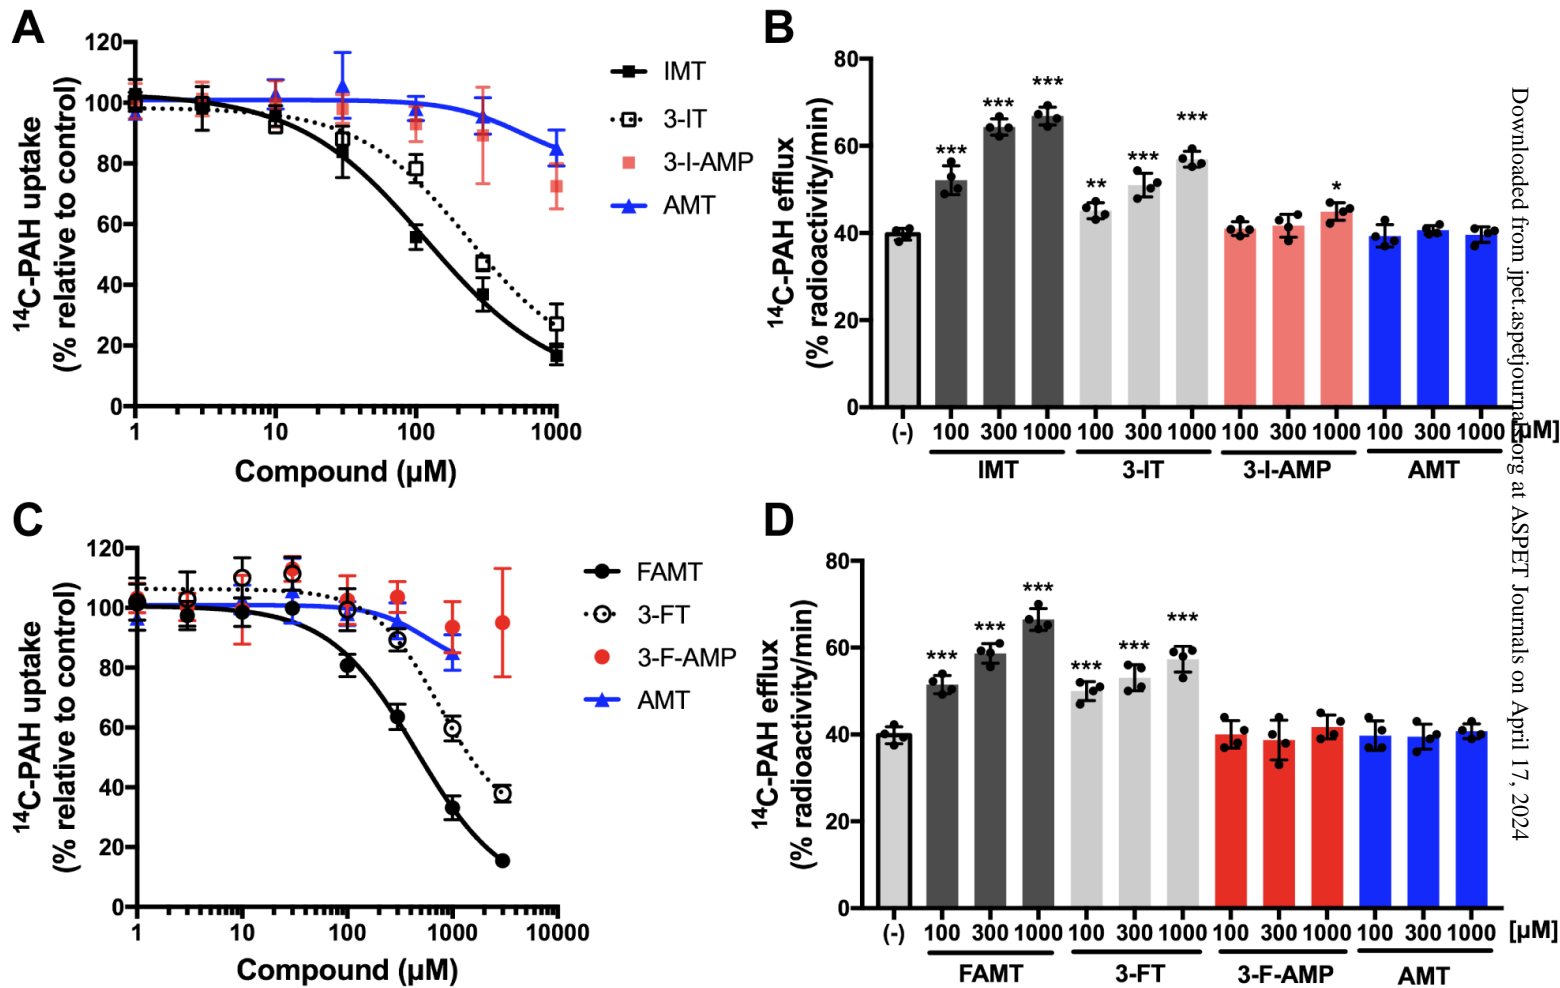 A
120
100
80
60
40
20
0
14C-PAH uptake
(% relative to control)
1
10
100
1000
Compound (µM)
IMT
3-IT
3-I-AMP
AMT
B
80
60
40
20
0
14C-PAH efflux
(% radioactivity/min)
***
***
***
**
***
***
*
(-) 100 300 1000 100 300 1000 100 300 1000 100 300 1000 [µM]
IMT 3-IT 3-I-AMP AMT
C
120
100
80
60
40
20
0
14C-PAH uptake
(% relative to control)
1
10
100
1000
10000
Compound (µM)
FAMT
3-FT
3-F-AMP
AMT
D
80
60
40
20
0
14C-PAH efflux
(% radioactivity/min)
***
***
***
***
***
***
(-) 100 300 1000 100 300 1000 100 300 1000 100 300 1000 [µM]
FAMT 3-FT 3-F-AMP AMT
Downloaded from jpet.aspetjournals.org at ASPET Journals on April 17, 2024